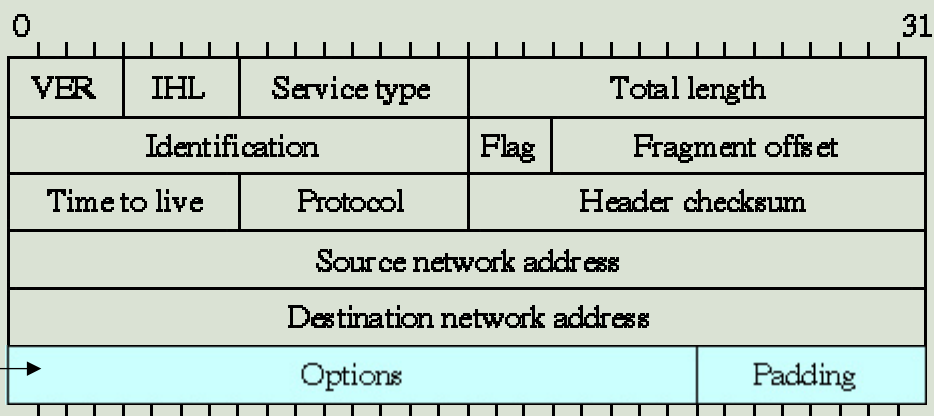 0 31
VER IHL Service type Total length
Identification Flag Fragment offset
Time to live Protocol Header checksum
Source network address
Destination network address
Options Padding